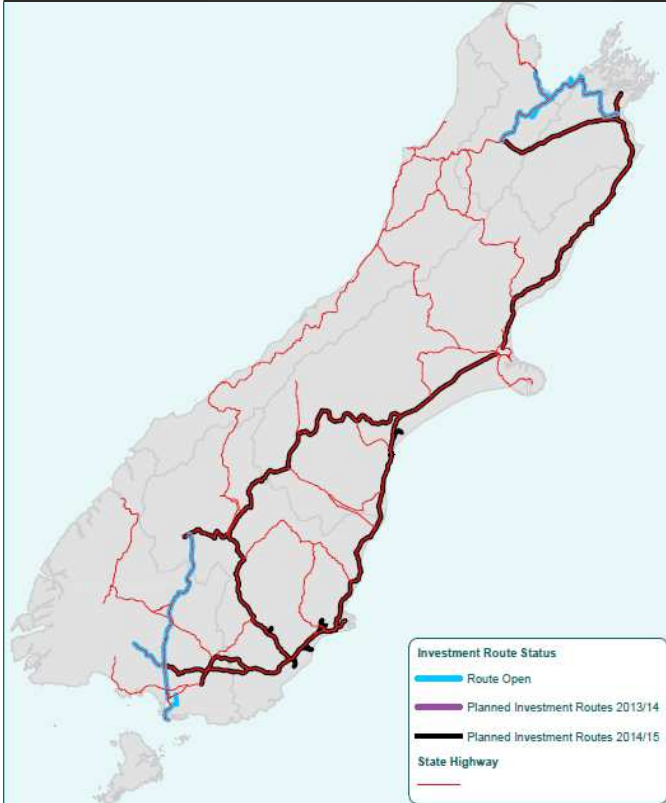 Investment Route Status
Route Open
Planned Investment Routes 2013/14
Planned Investment Routes 2014/15
State Highway